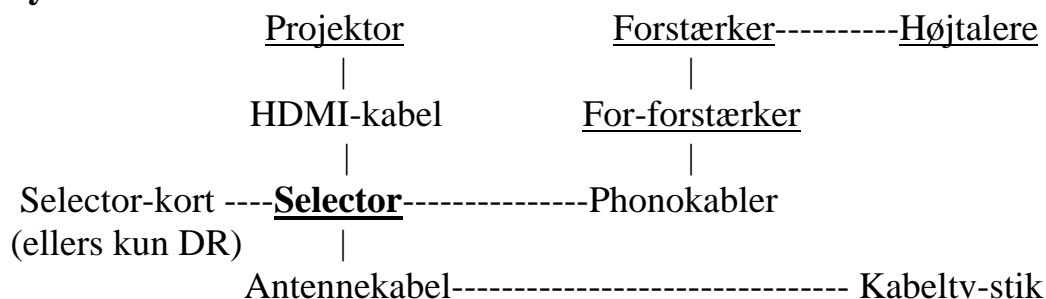 Projektor Forstærker----------Højtalere
| |
HDMI-kabel For-forstærker
| |
Selector-kort ----Selector---------------Phonokabler
(ellers kun DR) |
Antennekabel-------------------------------- Kabeltv-stik